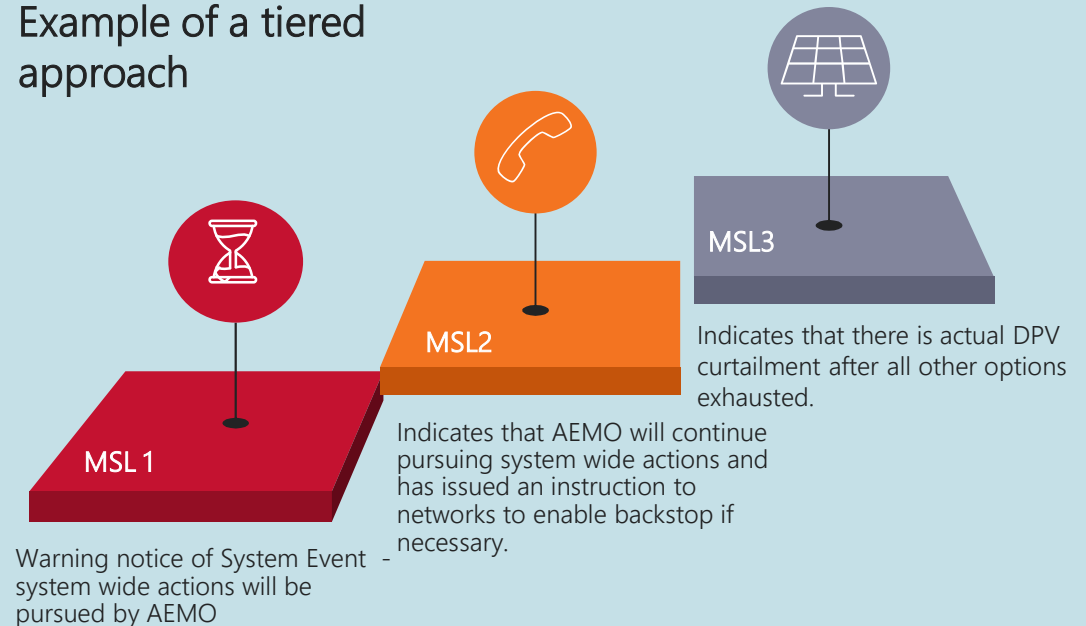 Example of a tiered
approach
MSL 1
Warning notice of System Event -
system wide actions will be
pursued by AEMO
MSL2
Indicates that AEMO will continue
pursuing system wide actions and
has issued an instruction to
networks to enable backstop if
necessary.
MSL3
Indicates that there is actual DPV
curtailment after all other options
exhausted.